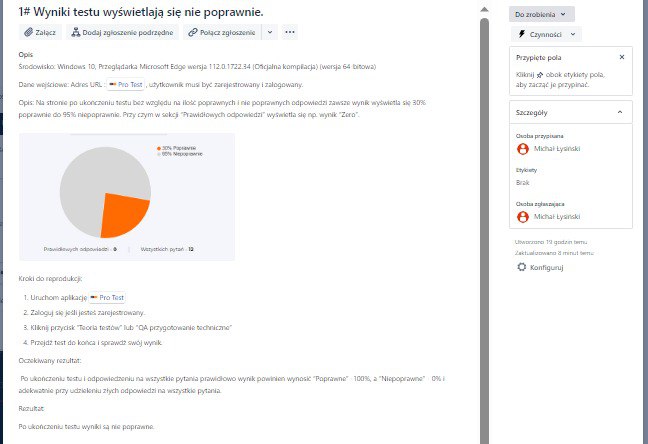 1# Wyniki testu wyświetlają się nie poprawnie.
Załącz
Dodaj zgłoszenie podrzędne
Połącz zgłoszenie
Opis
Srodowisko: Windows 10, Przeglądarka Microsoft Edge wersja 112.0.1722.34 (Oficjalna kompilacja) (wersja 64-bitowa)
Dane wejsciowe: Adres URL : Pro Test , użytkownik musi być zarejestrowany i zalogowany.
Opis: Na stronie po ukończeniu testu bez względu na ilość poprawnych i nie poprawnych odpowiedzi zawsze wynik wyświetla się 30%
poprawnie do 95% niepoprawnie. Przy czym w sekcji "Prawidłowych odpowiedzi" wyświetla się np. wynik "Zero".
30% Poprawnie
95% Niepoprawnie
Prawidłowych odpowiedzi - 0 | Wszystkich pytań - 12
Kroki do reprodukcji:
1. Uruchom aplikację Pro Test
2. Zaloguj się jeśli jesteś zarejestrowany.
3. Kliknij przycisk "Teoria testów" lub "QA przygotowanie techniczne"
4. Przejdź test do końca i sprawdź swój wynik.
Oczekiwany rezultat:
Po ukończeniu testu i odpowiedzeniu na wszystkie pytania prawidłowo wynik powinien wynosić "Poprawne" - 100%, a "Niepoprawne" - 0% i
adekwatnie przy udzieleniu złych odpowiedzi na wszystkie pytania.
Rezultat:
Po ukończeniu testu wyniki są nie poprawne.
Do zrobienia
Czynności
Przypięte pola
Kliknij obok etykiety pola,
aby zacząć je przypinać.
Szczegóły
Osoba przypisana
Michał Łysiński
Etykiety
Brak
Osoba zgłaszająca
Michał Łysiński
Utworzono 19 godzin temu
Zaktualizowano 8 minut temu
Konfiguruj